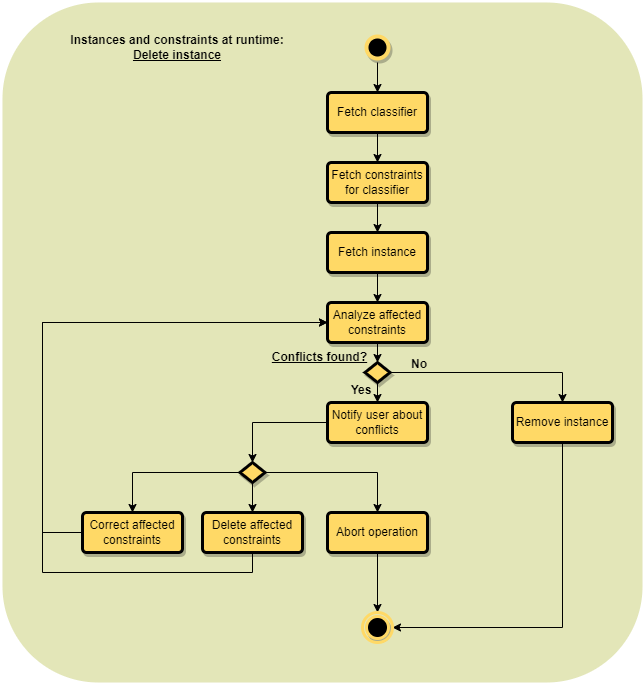 Instances and constraints at runtime:
Delete instance
Fetch classifier
Fetch constraints
for classifier
Fetch instance
Analyze affected
constraints
Conflicts found?
No
Yes
Notify user about
conflicts
Remove instance
Correct affected
constraints
Delete affected
constraints
Abort operation